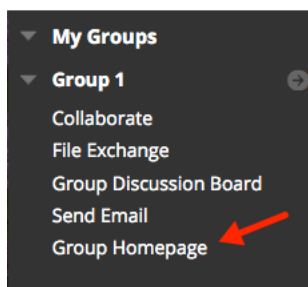 My Groups
Group 1
Collaborate
File Exchange
Group Discussion Board
Send Email
Group Homepage